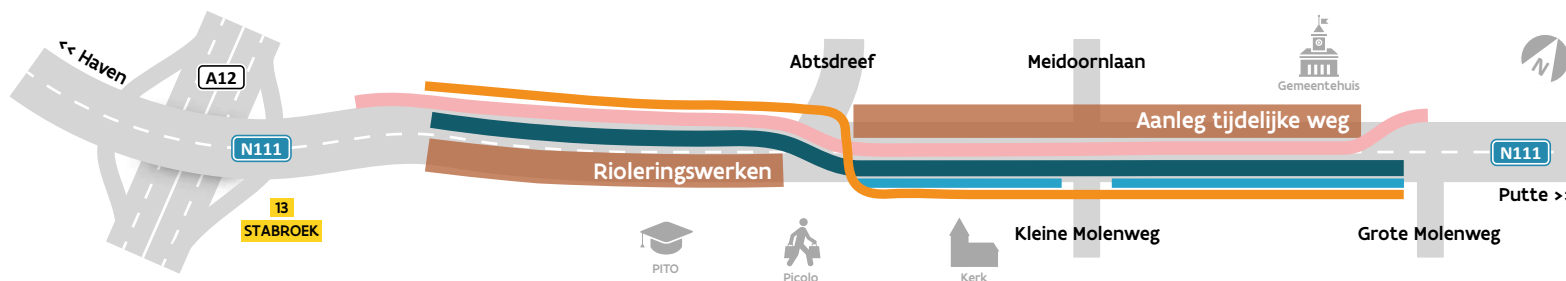 << Haven
A12
N111
13
STABROEK
Rioleringswerken
PITO
Picolo
Abtsdreef
Kerk
Meidoornlaan
Kleine Molenweg
Gemeentehuis
Aanleg tijdelijke weg
Grote Molenweg
N
N111
Putte >>